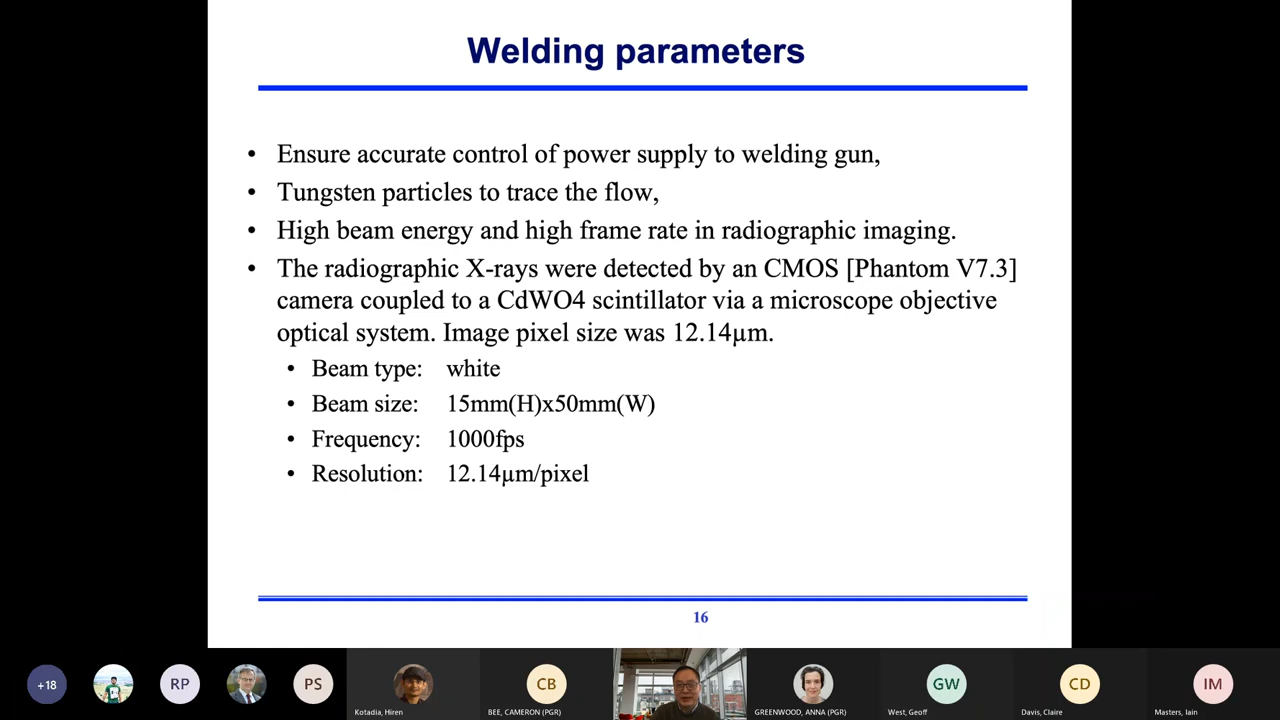 Welding parameters
• Ensure accurate control of power supply to welding gun,
• Tungsten particles to trace the flow,
• High beam energy and high frame rate in radiographic imaging.
• The radiographic X-rays were detected by an CMOS [Phantom V7.3]
camera coupled to a CdWO4 scintillator via a microscope objective
optical system. Image pixel size was 12.14µm.
• Beam type: white
• Beam size: 15mm(H)x50mm(W)
• Frequency: 1000fps
• Resolution: 12.14µm/pixel
16
+18 RP PS CB GW CD IM
Kotadia, Hiren BEE, CAMERON (PGR) GREENWOOD, ANNA (PGR) West, Geoff Davis, Claire Masters, Iain